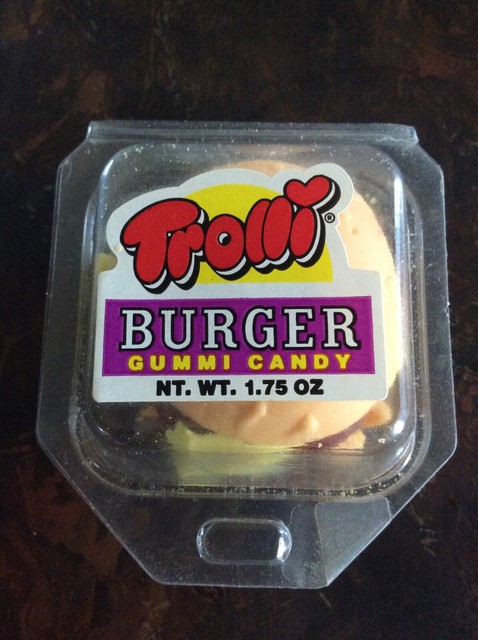 Trolli®
BURGER
GUMMI CANDY
NT. WT. 1.75 OZ